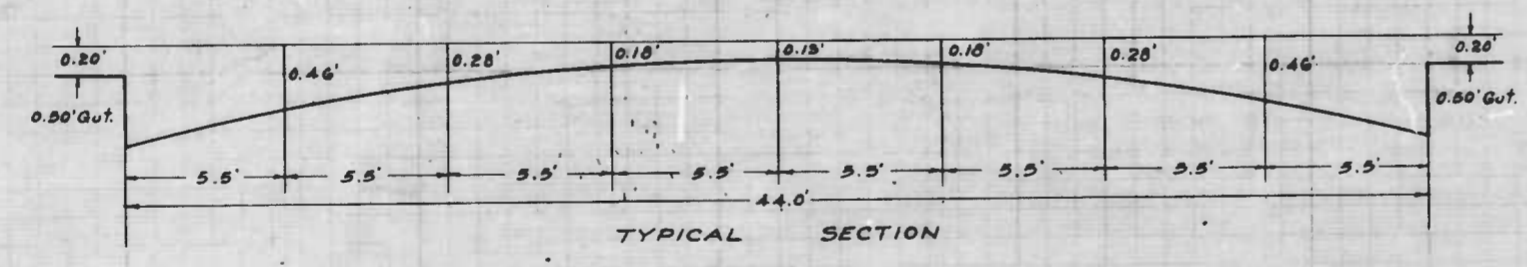 0.20' 0.46' 0.28' 0.18' 0.15' 0.18' 0.28' 0.46' 0.20'
0.50' Gut. 0.50' Gut.
5.5' 5.5' 5.5' 5.5' 5.5' 5.5' 5.5' 5.5'
44.0'
TYPICAL SECTION